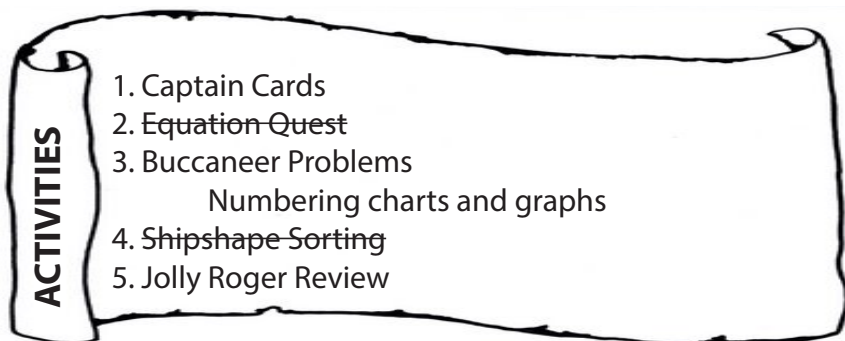 ACTIVITIES
1. Captain Cards
2. Equation Quest
3. Buccaneer Problems
Numbering charts and graphs
4. Shipshape Sorting
5. Jolly Roger Review